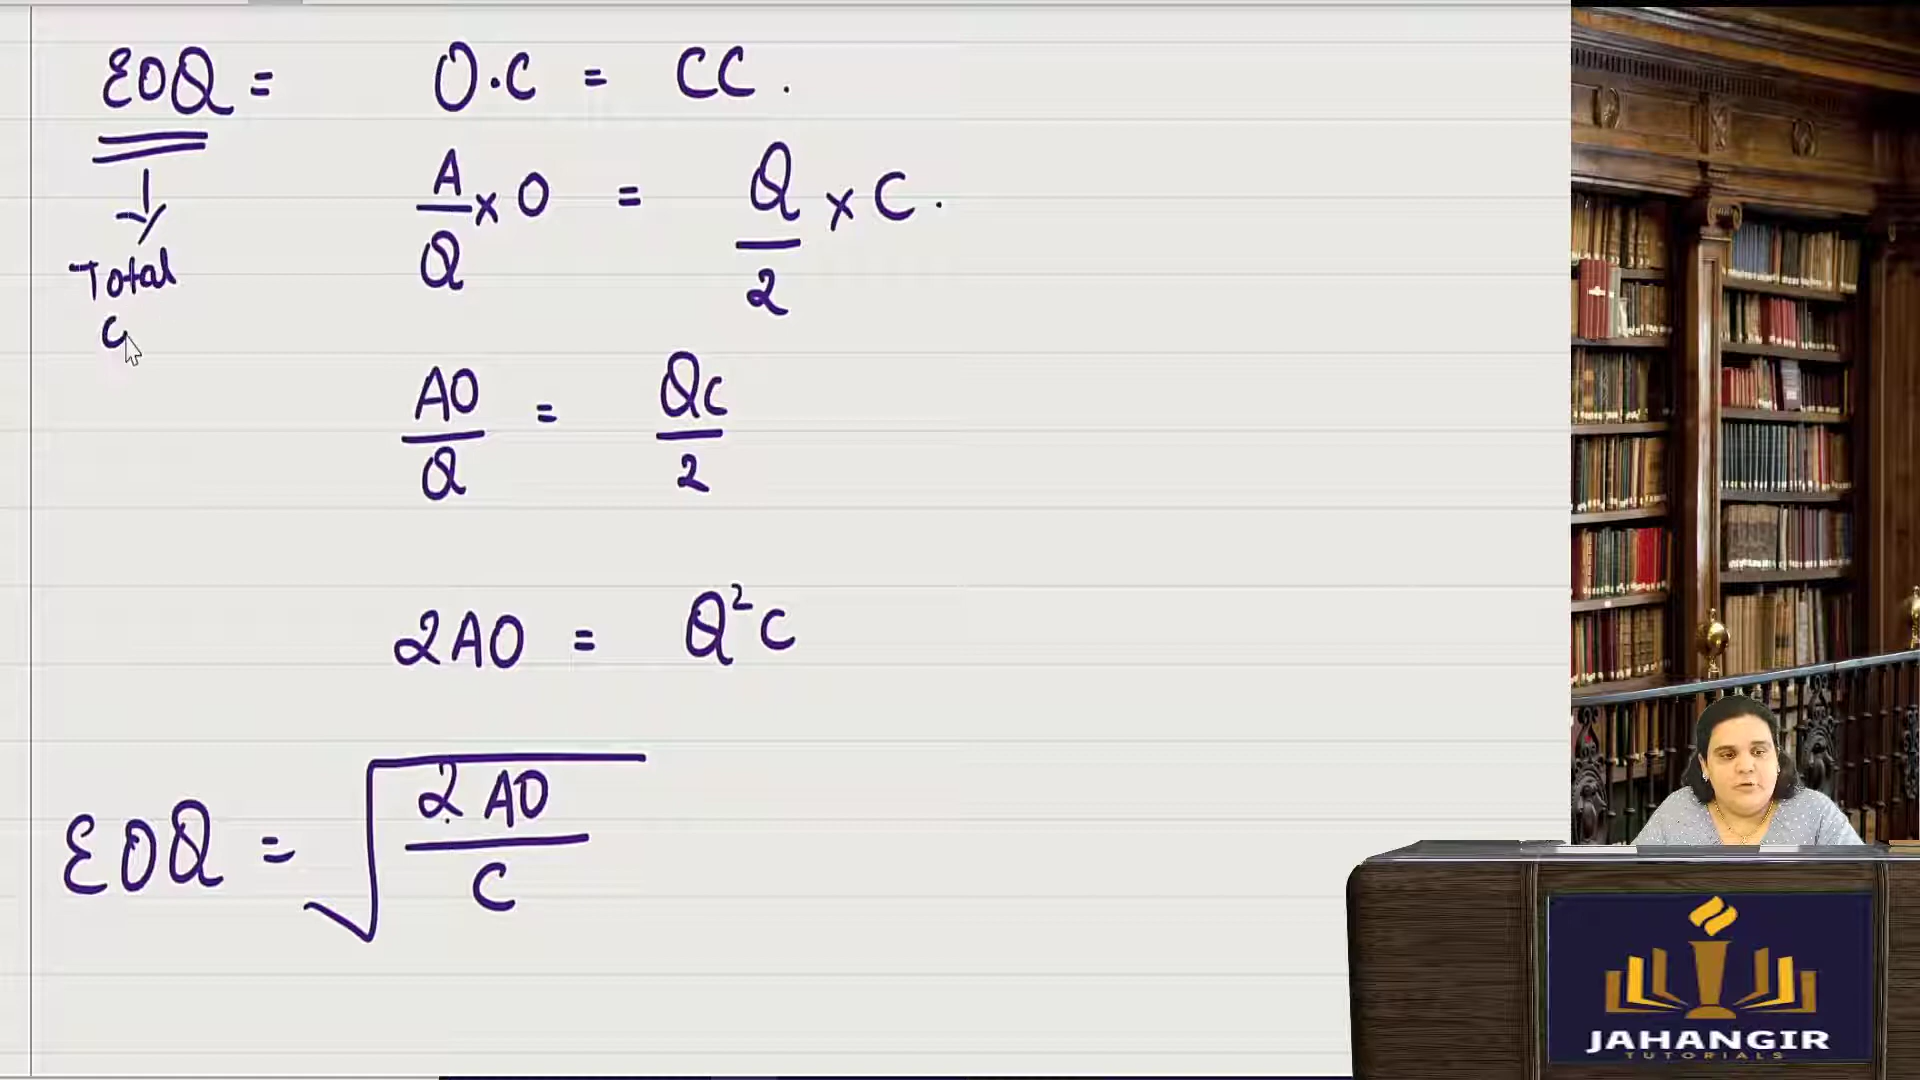 EOQ = O.C = CC.
A/Q x O = Q/2 x C.
Total
C
AO/Q = QC/2
2AO = Q²C
EOQ = √(2AO/C)
JAHANGIR
TUTORIALS